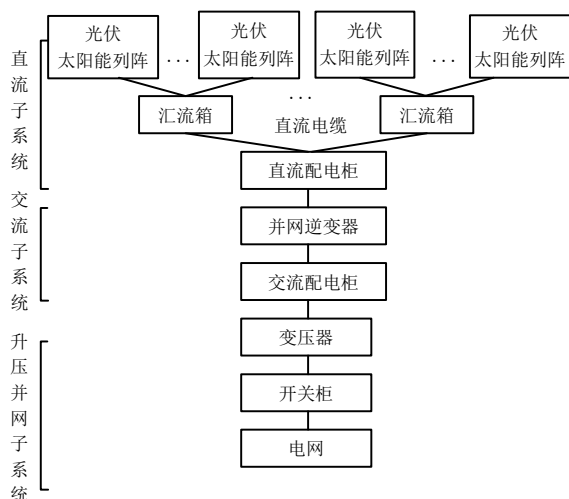 光伏
太阳能列阵
...
光伏
太阳能列阵
光伏
太阳能列阵
...
光伏
太阳能列阵
...
汇流箱
直流电缆
汇流箱
直流配电柜
并网逆变器
交流配电柜
变压器
开关柜
电网
直流子系统
交流子系统
升压并网子系统